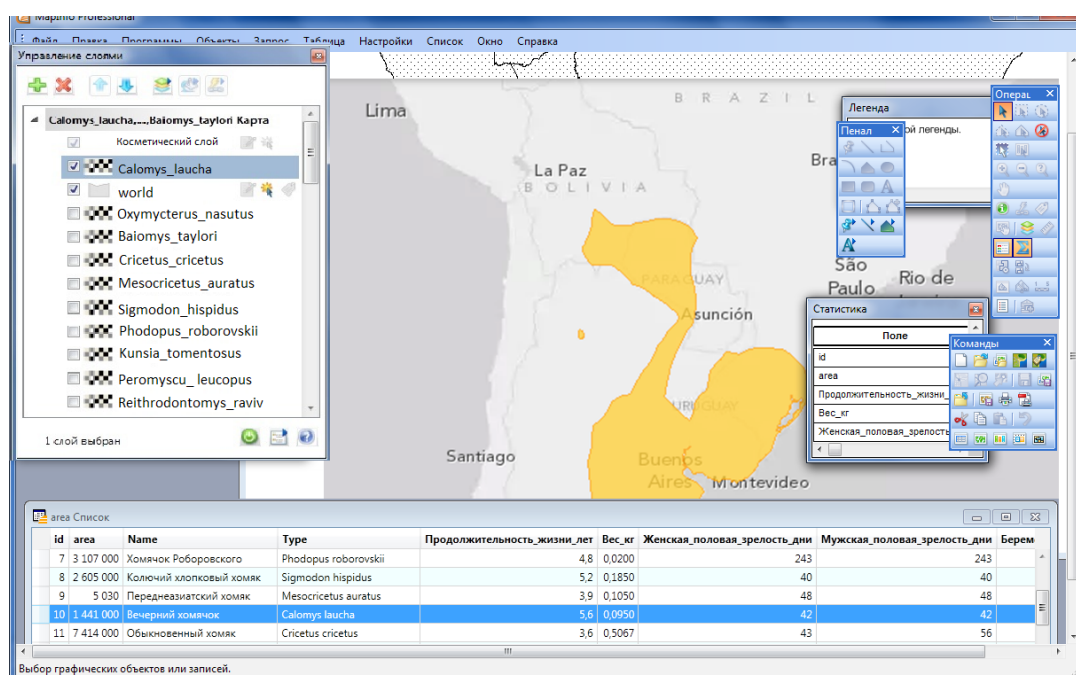 MapInfo Professional
Файл Правка Программы Объекты Запрос Таблица Настройки Список Окно Справка
Управление слоями
Calomys_laucha,...,Baiomys_taylori Карта
Косметический слой
Calomys_laucha
world
Oxymycterus_nasutus
Baiomys_taylori
Cricetus_cricetus
Mesocricetus_auratus
Sigmodon_hispidus
Phodopus_roborovskii
Kunsia_tomentosus
Peromyscu_ leucopus
Reithrodontomys_raviv
1 слой выбран
Lima
BRAZIL
La Paz
BOLIVIA
Bra
PARAGUAY
São
Paulo
Rio de
Asunción
URUGUAY
Santiago
Buenos
Aires
Montevideo
Легенда
ой легенды.
Пенал
Операц
Статистика
Поле
id
area
Продолжительность_жизни_
Вес_кг
Женская_половая_зрелость
Команды
area Список
id area Name Type Продолжительность_жизни_лет Вес_кг Женская_половая_зрелость_дни Мужская_половая_зрелость_дни Берем
7 3 107 000 Хомячок Роборовского Phodopus roborovskii 4,8 0,0200 243 243
8 2 605 000 Колючий хлопковый хомяк Sigmodon hispidus 5,2 0,1850 40 40
9 5 030 Переднеазиатский хомяк Mesocricetus auratus 3,9 0,1050 48 48
10 1 441 000 Вечерний хомячок Calomys laucha 5,6 0,0950 42 42
11 7 414 000 Обыкновенный хомяк Cricetus cricetus 3,6 0,5067 43 56
Выбор графических объектов или записей.